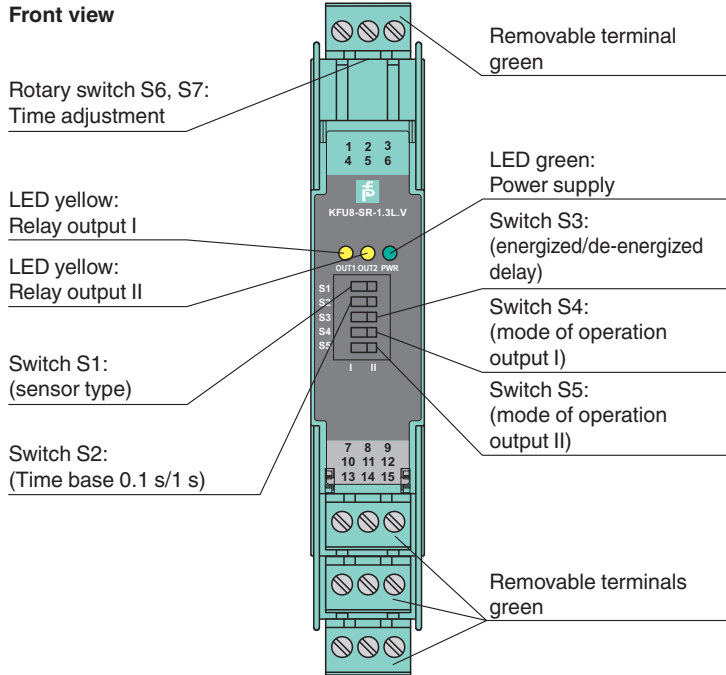 Front view
Removable terminal
green
Rotary switch S6, S7:
Time adjustment
1 2 3
4 5 6
LED green:
Power supply
LED yellow:
Relay output I
KFU8-SR-1.3L.V
Switch S3:
(energized/de-energized
delay)
LED yellow:
Relay output II
OUT1 OUT2 PWR
S1
S2
S3
S4
S5
I II
Switch S4:
(mode of operation
output I)
Switch S1:
(sensor type)
Switch S5:
(mode of operation
output II)
Switch S2:
(Time base 0.1 s/1 s)
7 8 9
10 11 12
13 14 15
Removable terminals
green